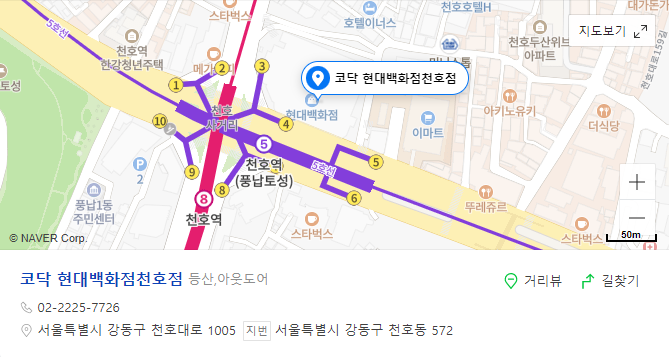 스타벅스
호텔이너스
천호호텔H
대가돈가
5호선
지도보기
천호역
한강청년주택
천호두산위브
아파트
천호대로159길
메가
2
3
1
코닥 현대백화점천호점
토성
천호
사거리
현대백화점
이마트
아키노유키
더식당
10
4
5
천호역
(풍납토성)
5호선
5
P
2
9
8
6
풍납1동
주민센터
8
천호역
스타벅스
뚜레쥬르
스타벅스
© NAVER Corp.
50m
코닥 현대백화점천호점 등산,아웃도어
거리뷰
길찾기
02-2225-7726
서울특별시 강동구 천호대로 1005 지번 서울특별시 강동구 천호동 572